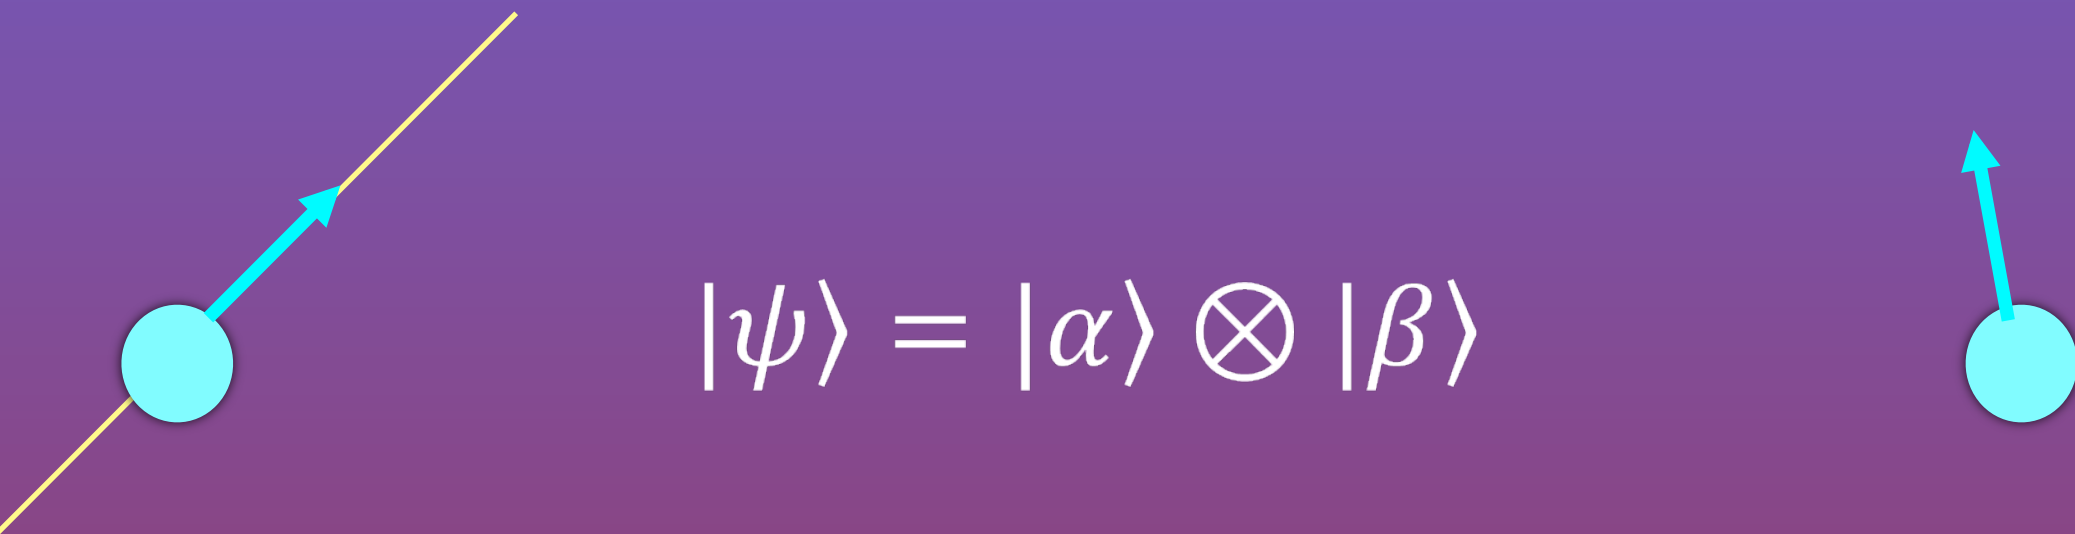 |ψ⟩ = |α⟩ ⊗ |β⟩